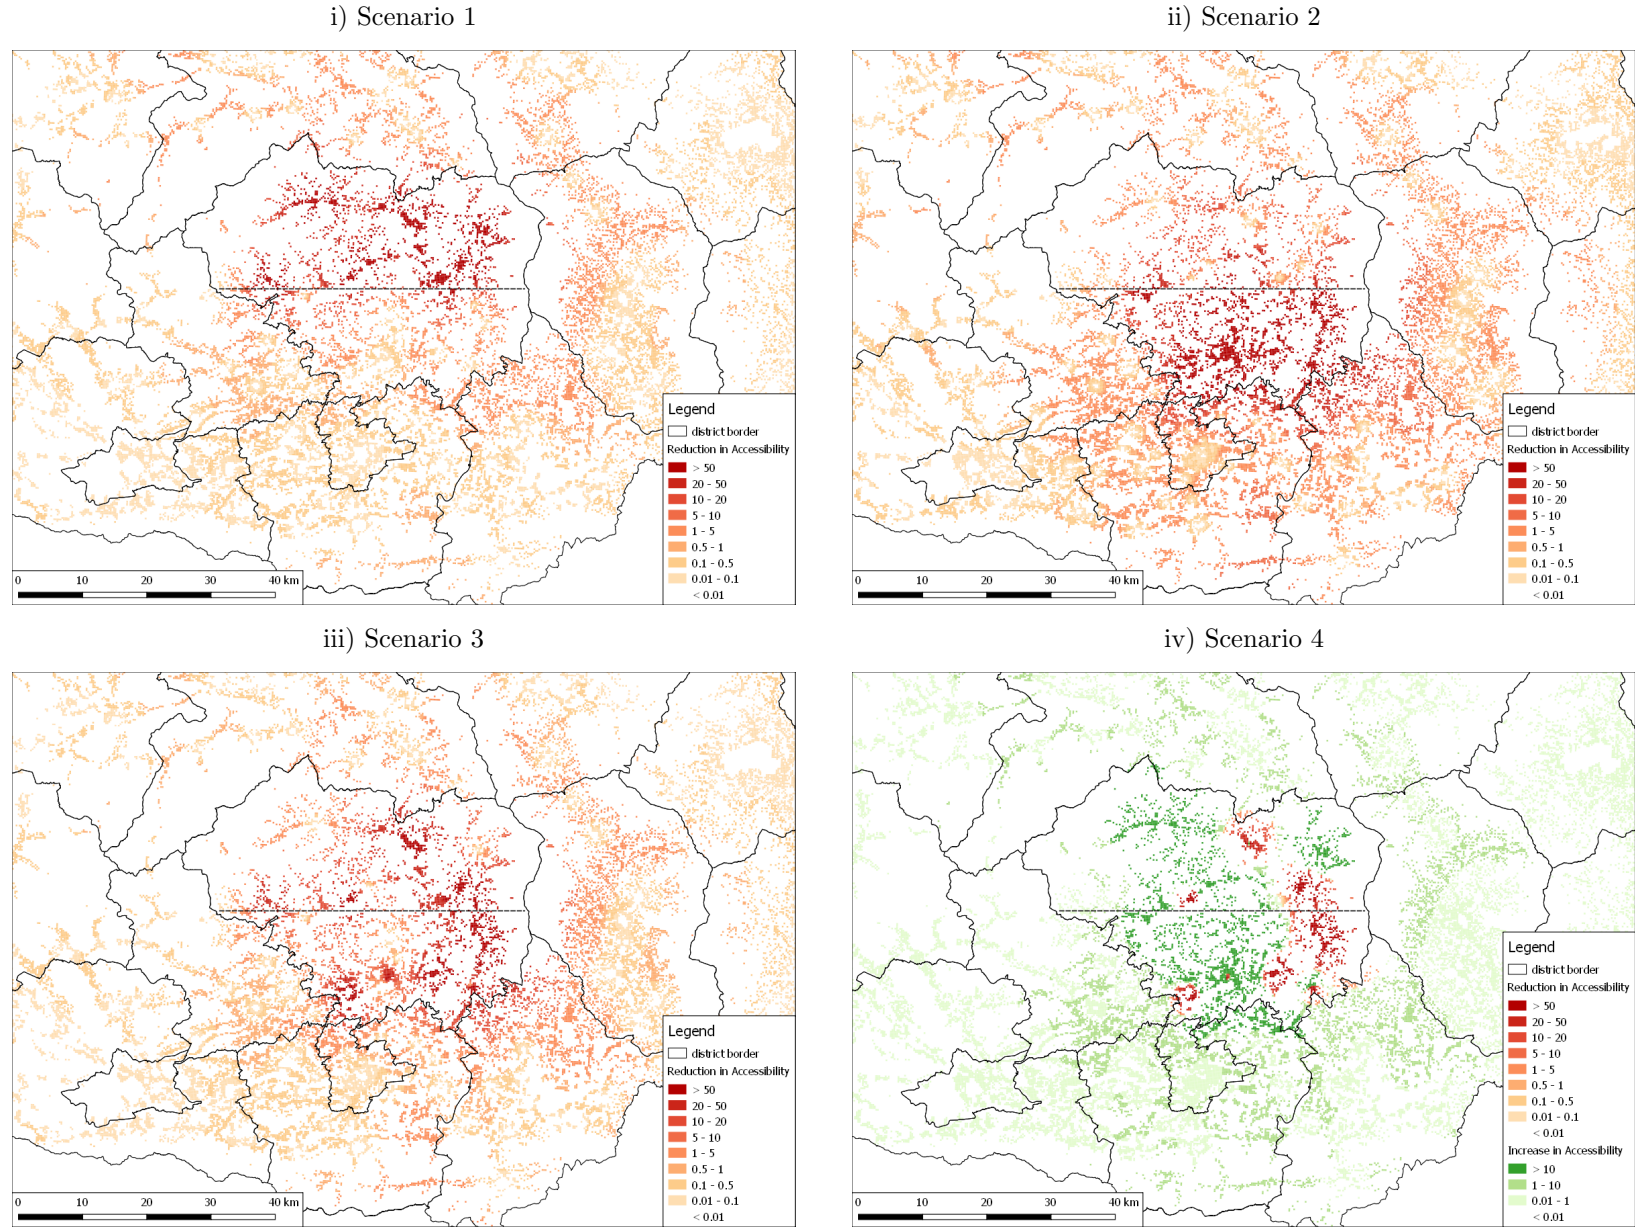 i) Scenario 1
Legend
district border
Reduction in Accessibility
> 50
20 - 50
10 - 20
5 - 10
1 - 5
0.5 - 1
0.1 - 0.5
0.01 - 0.1
< 0.01
0 10 20 30 40 km
ii) Scenario 2
Legend
district border
Reduction in Accessibility
> 50
20 - 50
10 - 20
5 - 10
1 - 5
0.5 - 1
0.1 - 0.5
0.01 - 0.1
< 0.01
0 10 20 30 40 km
iii) Scenario 3
Legend
district border
Reduction in Accessibility
> 50
20 - 50
10 - 20
5 - 10
1 - 5
0.5 - 1
0.1 - 0.5
0.01 - 0.1
< 0.01
0 10 20 30 40 km
iv) Scenario 4
Legend
district border
Reduction in Accessibility
> 50
20 - 50
10 - 20
5 - 10
1 - 5
0.5 - 1
0.1 - 0.5
0.01 - 0.1
< 0.01
Increase in Accessibility
> 10
1 - 10
0.01 - 1
< 0.01
0 10 20 30 40 km